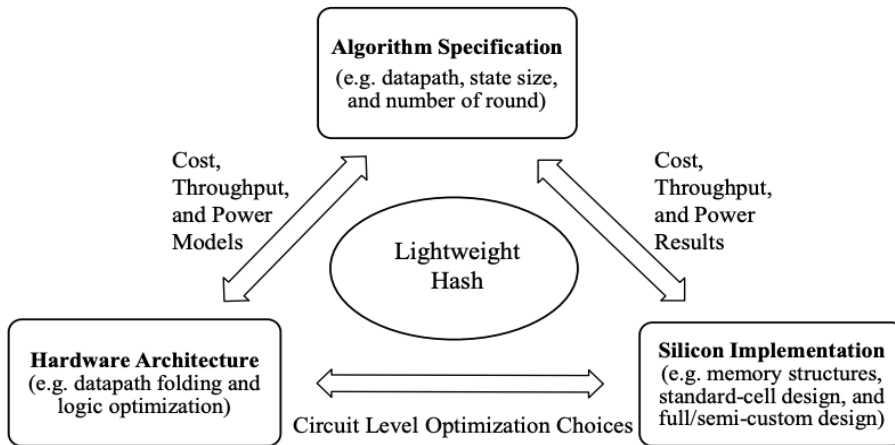 Algorithm Specification
(e.g. datapath, state size,
and number of round)
Cost,
Throughput,
and Power
Models
Cost,
Throughput,
and Power
Results
Lightweight
Hash
Hardware Architecture
(e.g. datapath folding and
logic optimization)
Silicon Implementation
(e.g. memory structures,
standard-cell design, and
full/semi-custom design)
Circuit Level Optimization Choices